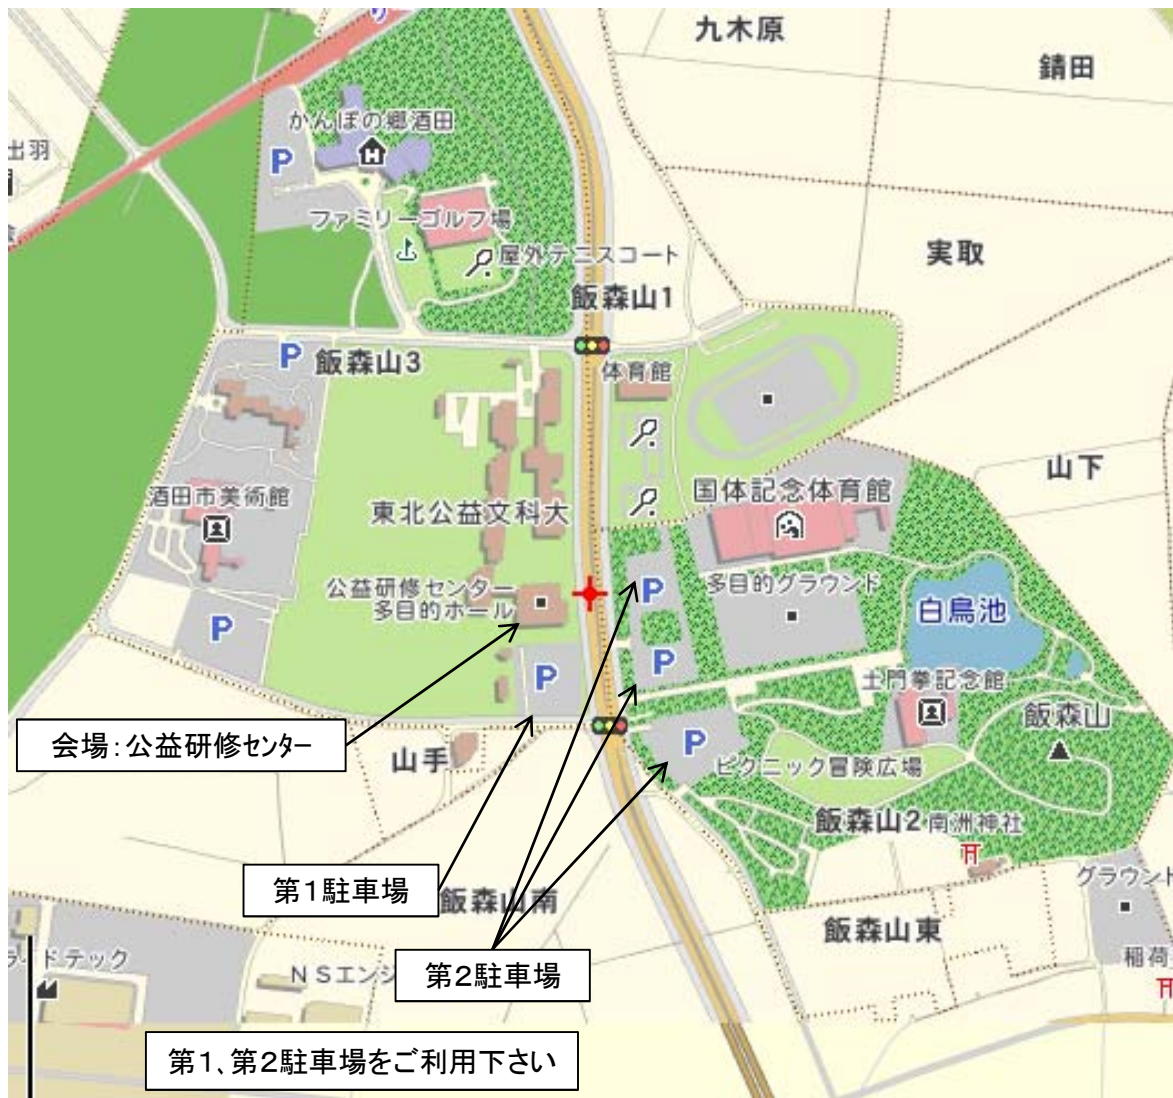 九木原
錆田
出羽
かんぽの郷酒田
P
H
ファミリーゴルフ場
屋外テニスコート
実取
飯森山1
P
飯森山3
体育館
山下
酒田市美術館
東北公益文科大
国体記念体育館
公益研修センター
多目的ホール
P
多目的グラウンド
白鳥池
P
P
P
土門拳記念館
飯森山
会場:公益研修センター
山手
P
ピクニック冒険広場
飯森山2
南洲神社
第1駐車場
飯森山南
グラウンド
飯森山東
ドテック
NSエンジ
第2駐車場
稲荷
第1、第2駐車場をご利用下さい